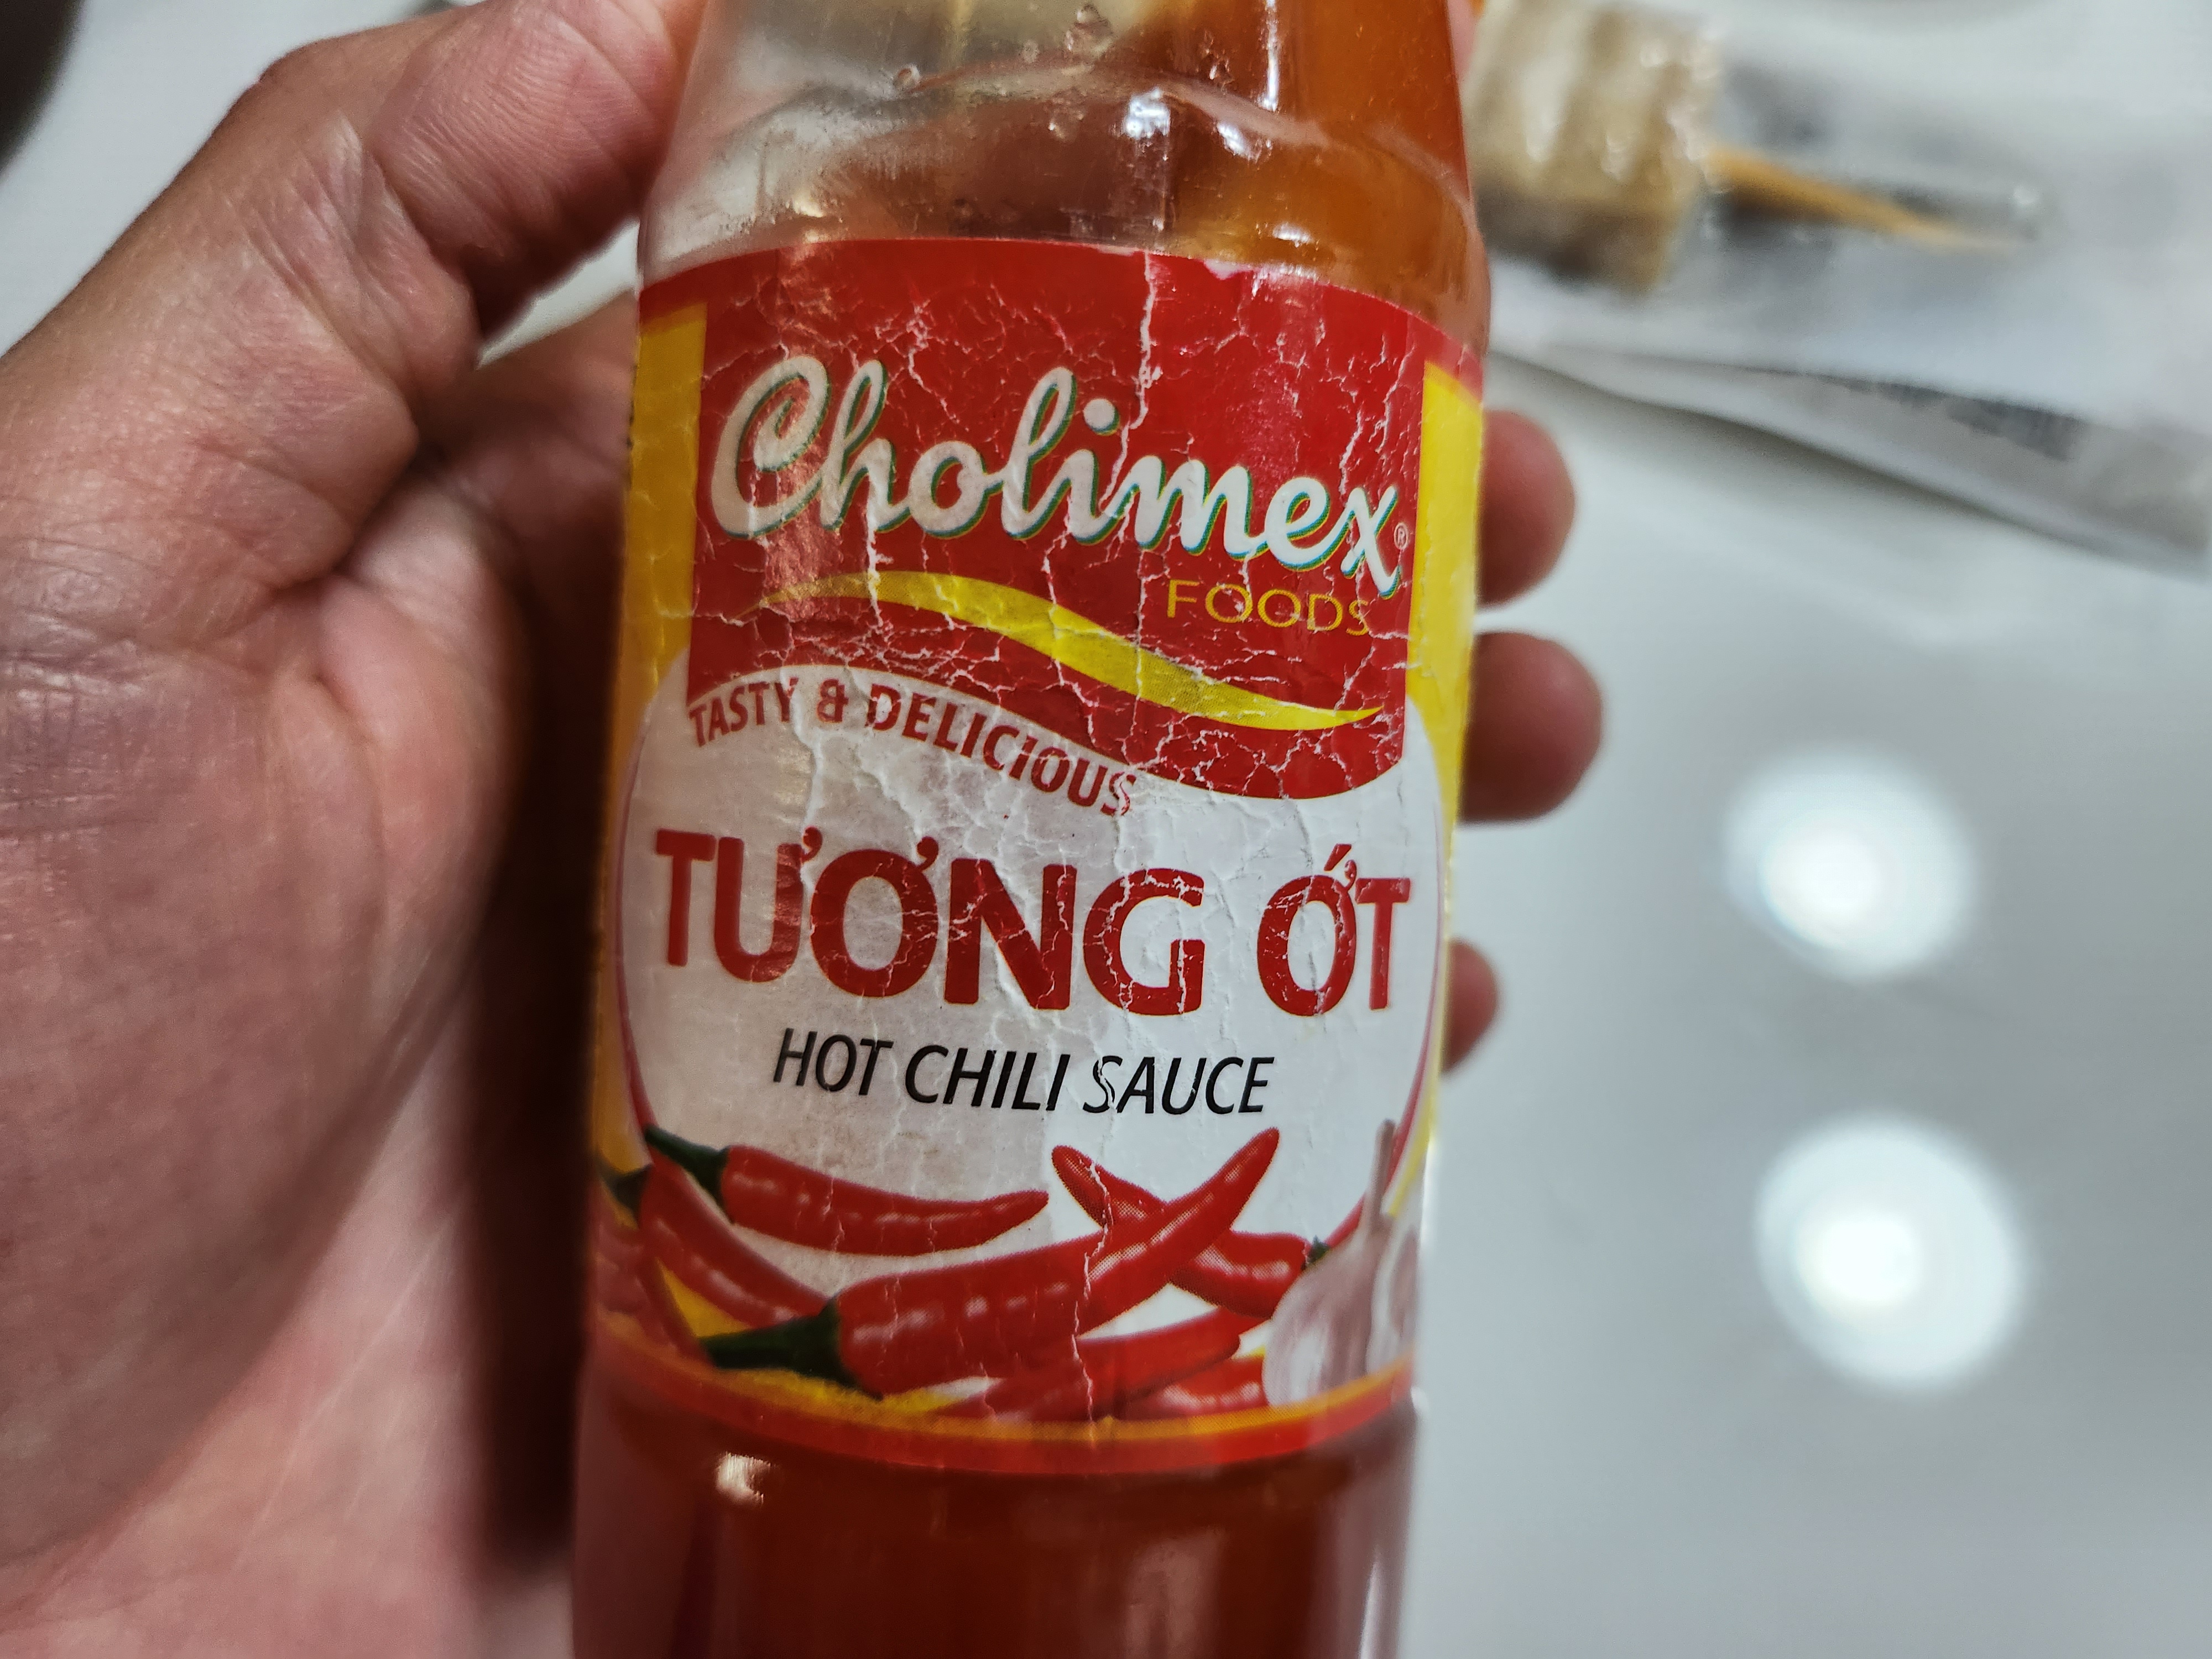 Cholimex®
FOODS
TASTY & DELICIOUS
TƯƠNG ỚT
HOT CHILI SAUCE